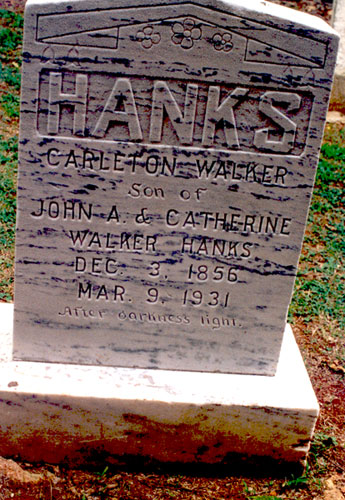 HANKS
CARLETON WALKER
Son of
JOHN A. & CATHERINE
WALKER HANKS
DEC. 3, 1856
MAR. 9, 1931
After darkness light.